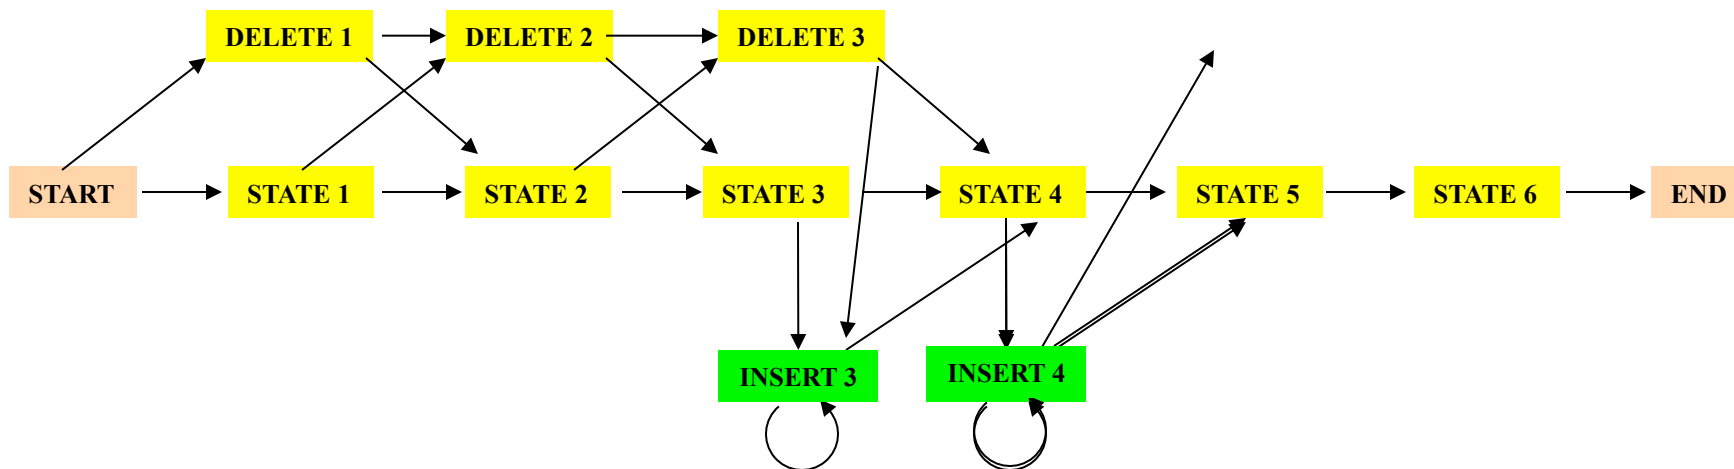 DELETE 1
DELETE 2
DELETE 3
START
STATE 1
STATE 2
STATE 3
STATE 4
STATE 5
STATE 6
END
INSERT 3
INSERT 4